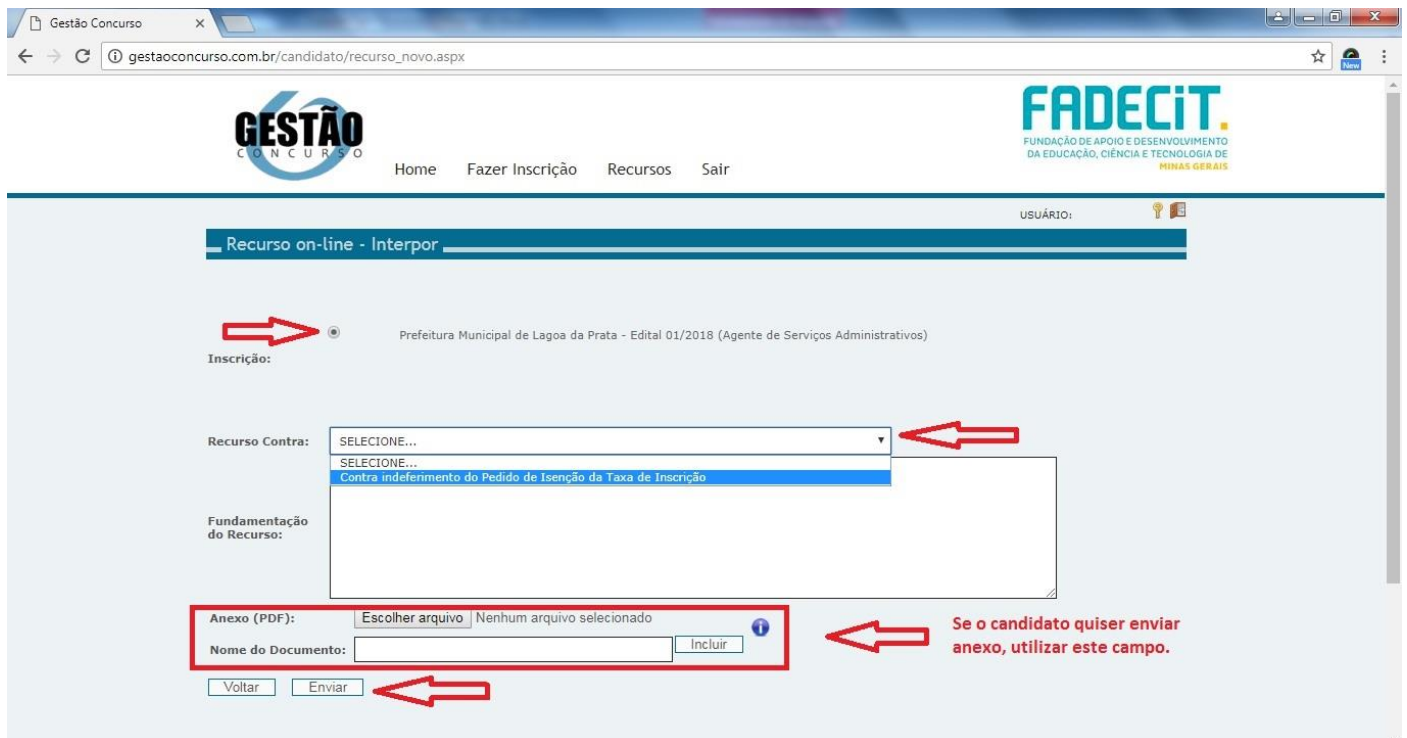 Gestão Concurso
gestaoconcurso.com.br/candidato/recurso_novo.aspx
New
GESTÃO
CONCURSO
FADECiT.
FUNDAÇÃO DE APOIO E DESENVOLVIMENTO
DA EDUCAÇÃO, CIÊNCIA E TECNOLOGIA DE
MINAS GERAIS
Home Fazer Inscrição Recursos Sair
USUÁRIO:
Recurso on-line - Interpor
Prefeitura Municipal de Lagoa da Prata - Edital 01/2018 (Agente de Serviços Administrativos)
Inscrição:
Recurso Contra: SELECIONE...
SELECIONE...
Contra indeferimento do Pedido de Isenção da Taxa de Inscrição
Fundamentação
do Recurso:
Anexo (PDF): Escolher arquivo Nenhum arquivo selecionado
Nome do Documento: Incluir
Se o candidato quiser enviar
anexo, utilizar este campo.
Voltar Enviar